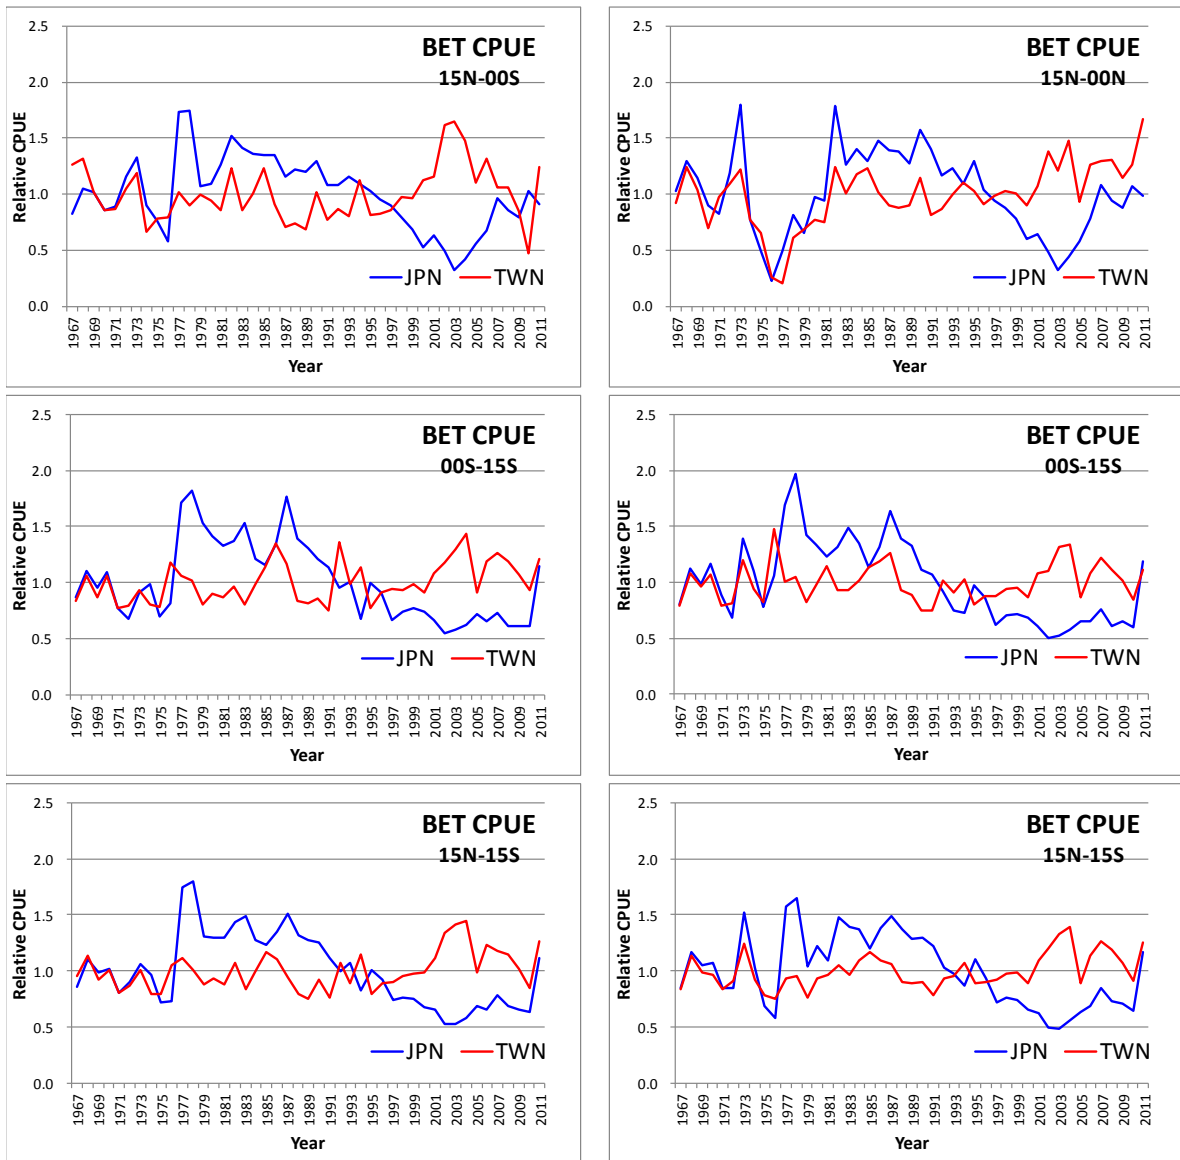 BET CPUE
15N-00S
2.5
2.0
1.5
1.0
0.5
0.0
Relative CPUE
JPN TWN
1967 1969 1971 1973 1975 1977 1979 1981 1983 1985 1987 1989 1991 1993 1995 1997 1999 2001 2003 2005 2007 2009 2011
Year
BET CPUE
15N-00N
2.5
2.0
1.5
1.0
0.5
0.0
Relative CPUE
JPN TWN
1967 1969 1971 1973 1975 1977 1979 1981 1983 1985 1987 1989 1991 1993 1995 1997 1999 2001 2003 2005 2007 2009 2011
Year
BET CPUE
00S-15S
2.5
2.0
1.5
1.0
0.5
0.0
Relative CPUE
JPN TWN
1967 1969 1971 1973 1975 1977 1979 1981 1983 1985 1987 1989 1991 1993 1995 1997 1999 2001 2003 2005 2007 2009 2011
Year
BET CPUE
00S-15S
2.5
2.0
1.5
1.0
0.5
0.0
Relative CPUE
JPN TWN
1967 1969 1971 1973 1975 1977 1979 1981 1983 1985 1987 1989 1991 1993 1995 1997 1999 2001 2003 2005 2007 2009 2011
Year
BET CPUE
15N-15S
2.5
2.0
1.5
1.0
0.5
0.0
Relative CPUE
JPN TWN
1967 1969 1971 1973 1975 1977 1979 1981 1983 1985 1987 1989 1991 1993 1995 1997 1999 2001 2003 2005 2007 2009 2011
Year
BET CPUE
15N-15S
2.5
2.0
1.5
1.0
0.5
0.0
Relative CPUE
JPN TWN
1967 1969 1971 1973 1975 1977 1979 1981 1983 1985 1987 1989 1991 1993 1995 1997 1999 2001 2003 2005 2007 2009 2011
Year